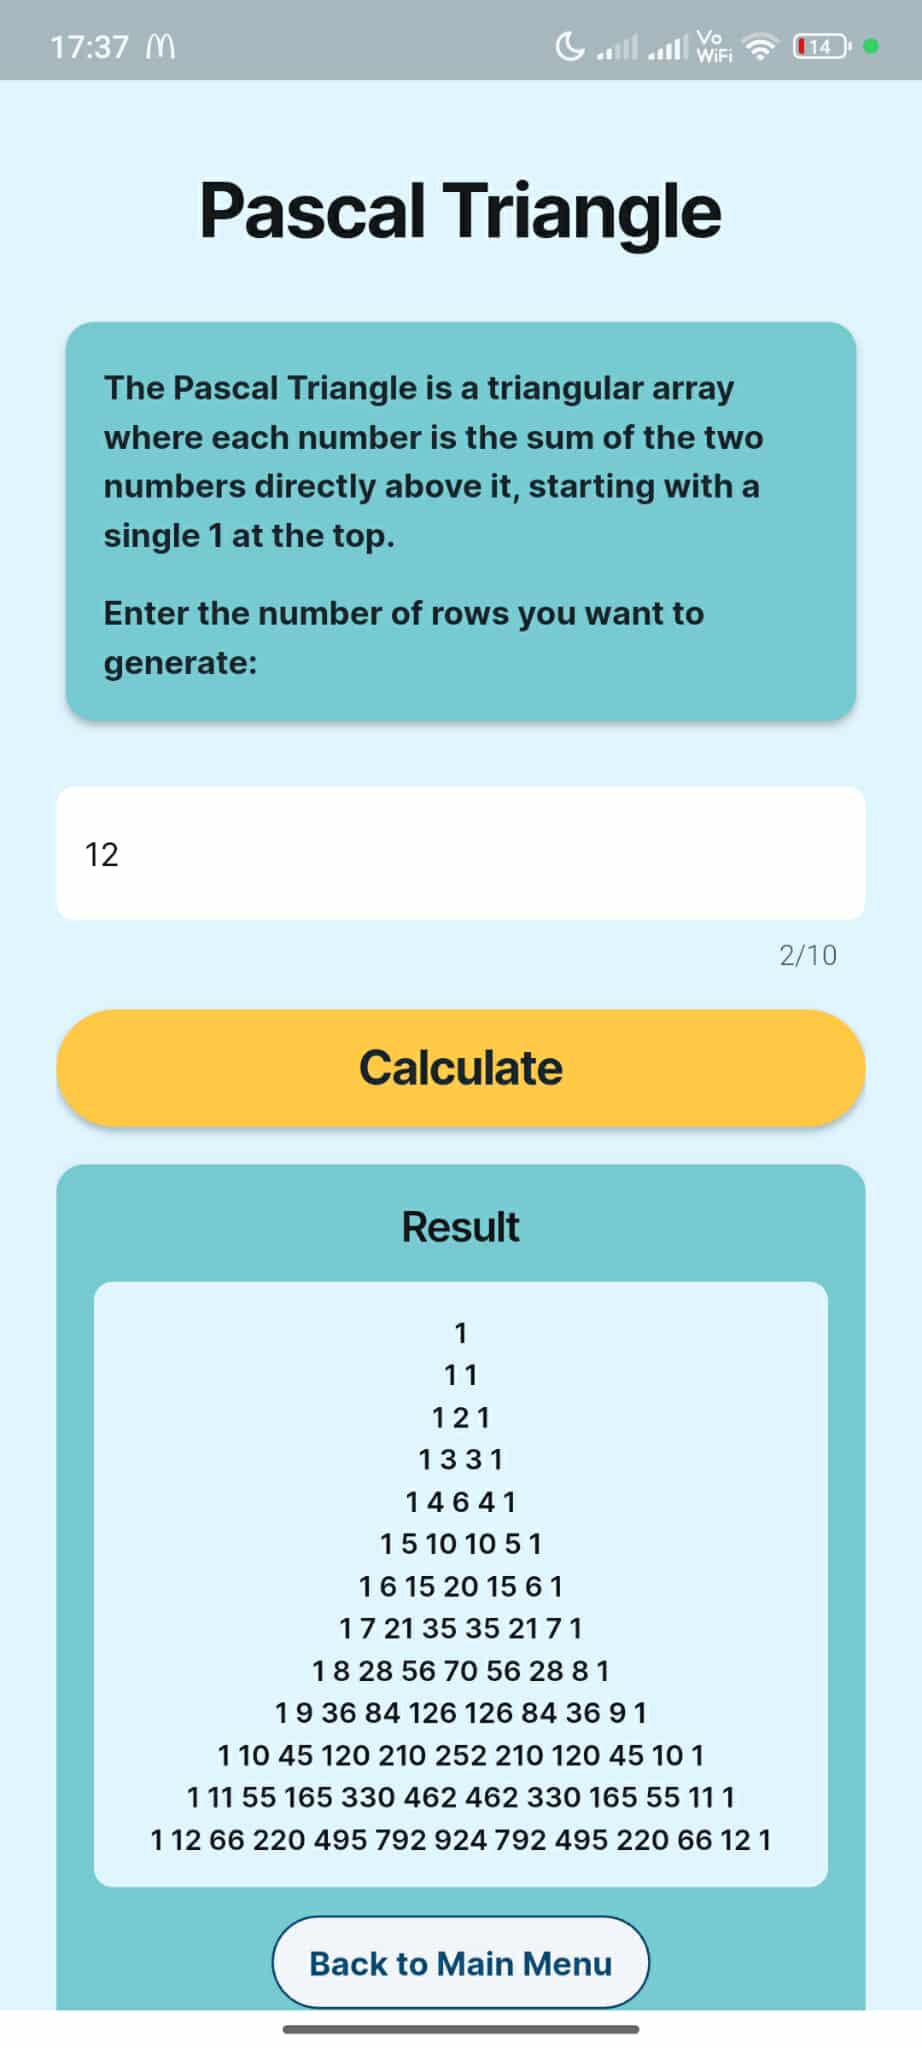 17:37
Vo
WiFi
14
Pascal Triangle
The Pascal Triangle is a triangular array
where each number is the sum of the two
numbers directly above it, starting with a
single 1 at the top.
Enter the number of rows you want to
generate:
12
2/10
Calculate
Result
1
1 1
1 2 1
1 3 3 1
1 4 6 4 1
1 5 10 10 5 1
1 6 15 20 15 6 1
1 7 21 35 35 21 7 1
1 8 28 56 70 56 28 8 1
1 9 36 84 126 126 84 36 9 1
1 10 45 120 210 252 210 120 45 10 1
1 11 55 165 330 462 462 330 165 55 11 1
1 12 66 220 495 792 924 792 495 220 66 12 1
Back to Main Menu